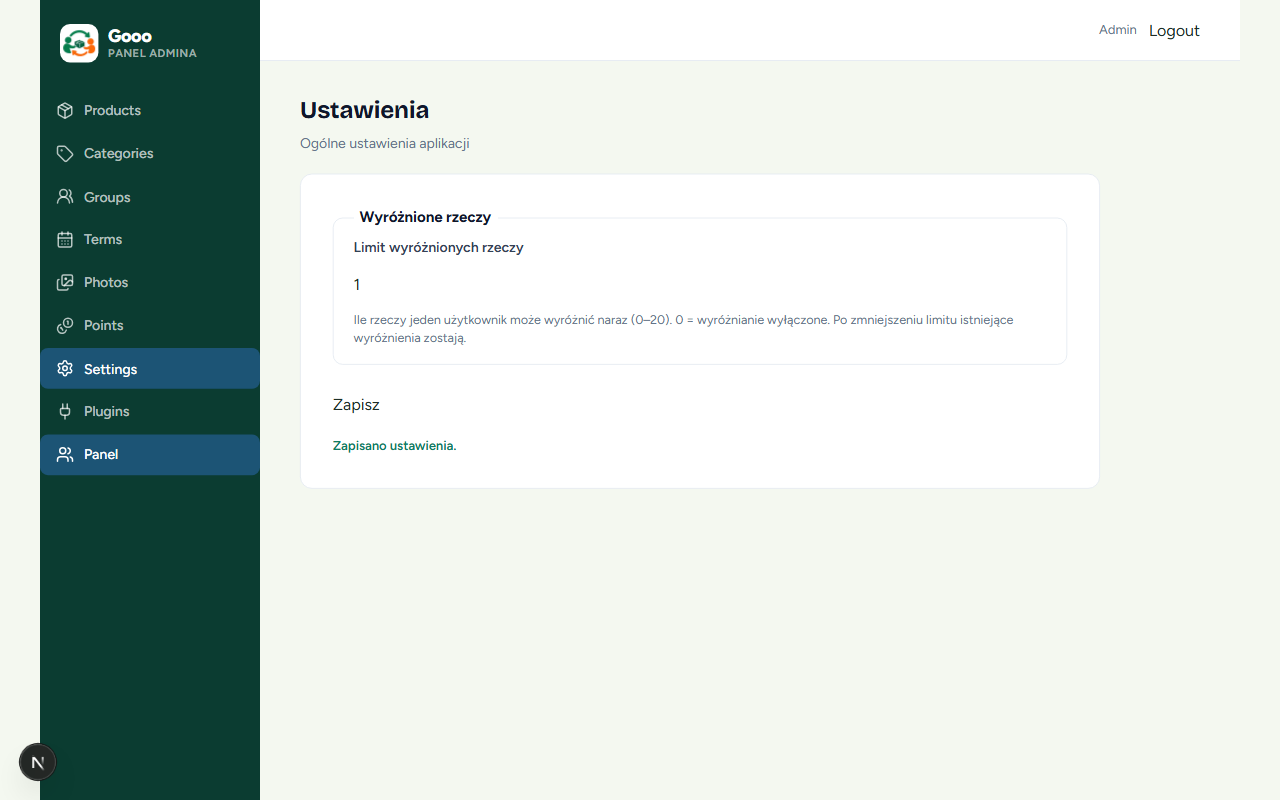 Gooo
PANEL ADMINA
Admin
Logout
Products
Categories
Groups
Terms
Photos
Points
Settings
Plugins
Panel
Ustawienia
Ogólne ustawienia aplikacji
Wyróżnione rzeczy
Limit wyróżnionych rzeczy
1
Ile rzeczy jeden użytkownik może wyróżnić naraz (0–20). 0 = wyróżnianie wyłączone. Po zmniejszeniu limitu istniejące
wyróżnienia zostają.
Zapisz
Zapisano ustawienia.
N